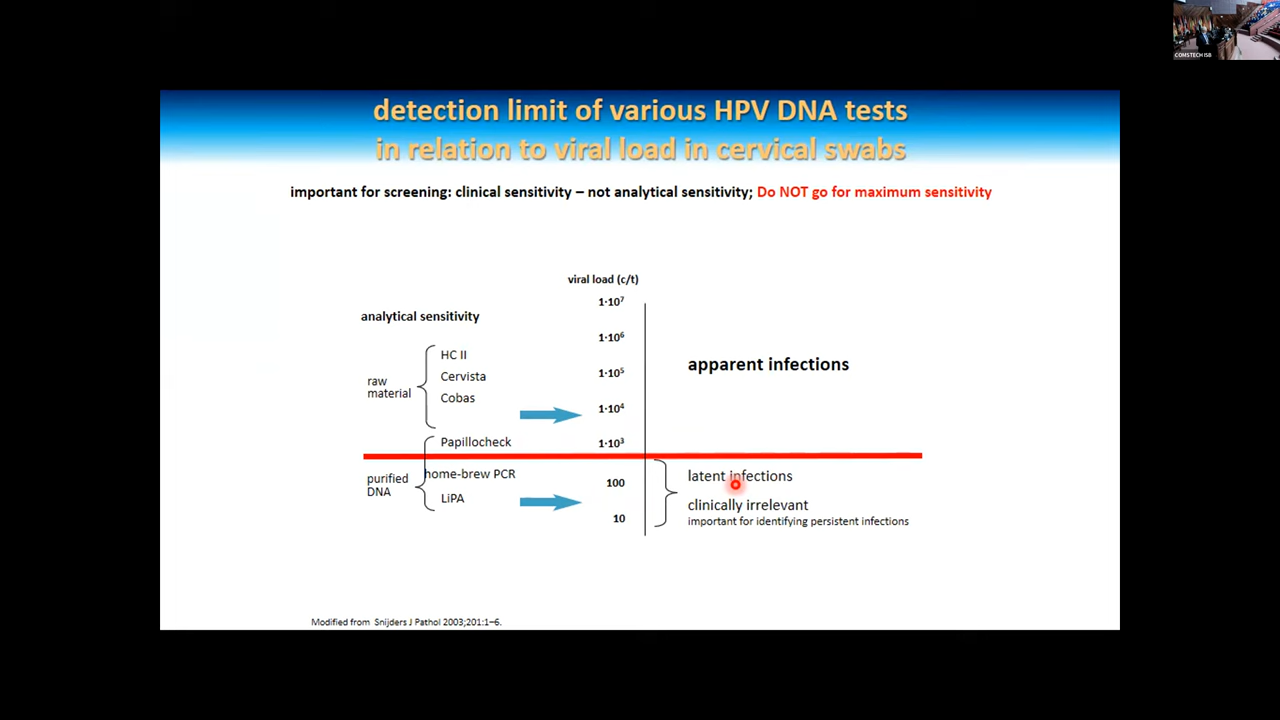 COMSTECH ISB
detection limit of various HPV DNA tests
in relation to viral load in cervical swabs
important for screening: clinical sensitivity – not analytical sensitivity; Do NOT go for maximum sensitivity
viral load (c/t)
analytical sensitivity
raw
material
HC II
Cervista
Cobas
purified
DNA
Papillocheck
home-brew PCR
LiPA
1·10⁷
1·10⁶
1·10⁵
1·10⁴
1·10³
100
10
apparent infections
latent infections
clinically irrelevant
important for identifying persistent infections
Modified from Snijders J Pathol 2003;201:1–6.